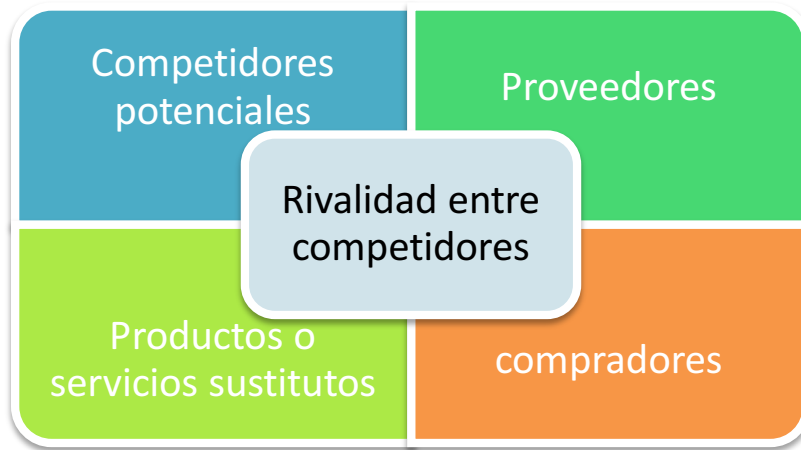 Competidores
potenciales
Proveedores
Rivalidad entre
competidores
Productos o
servicios sustitutos
compradores